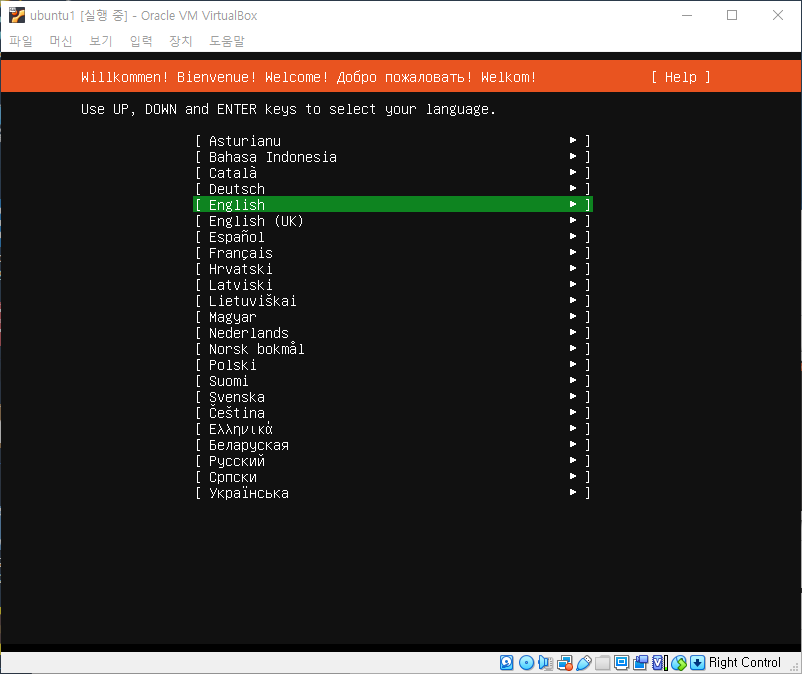 ubuntu1 [실행 중] - Oracle VM VirtualBox
파일 머신 보기 입력 장치 도움말
Willkommen! Bienvenue! Welcome! Добро пожаловать! Welkom! [ Help ]
Use UP, DOWN and ENTER keys to select your language.
[ Asturianu ▸ ]
[ Bahasa Indonesia ▸ ]
[ Català ▸ ]
[ Deutsch ▸ ]
[ English ▸ ]
[ English (UK) ▸ ]
[ Español ▸ ]
[ Français ▸ ]
[ Hrvatski ▸ ]
[ Latviski ▸ ]
[ Lietuviškai ▸ ]
[ Magyar ▸ ]
[ Nederlands ▸ ]
[ Norsk bokmål ▸ ]
[ Polski ▸ ]
[ Suomi ▸ ]
[ Svenska ▸ ]
[ Čeština ▸ ]
[ Ελληνικά ▸ ]
[ Беларуская ▸ ]
[ Русский ▸ ]
[ Српски ▸ ]
[ Українська ▸ ]
Right Control